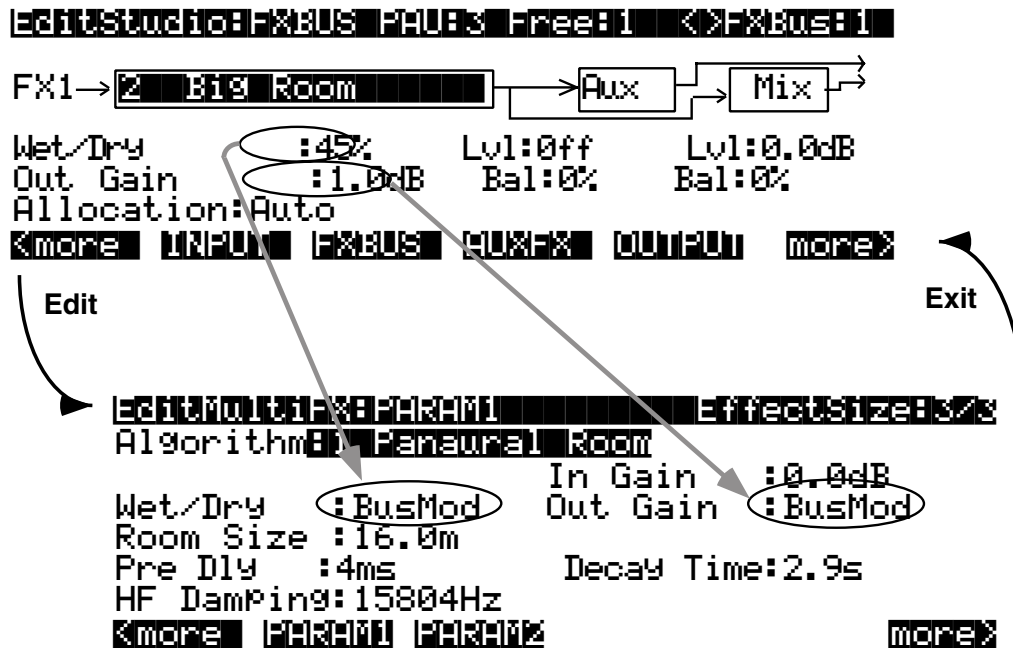 EditStudio:FXBUS PAU:3 Free:1 <>FXBus:1
FX1→2 Big Room Aux Mix
Wet/Dry :45% Lvl:Off Lvl:0.0dB
Out Gain :1.0dB Bal:0% Bal:0%
Allocation:Auto
<more INPUT FXBUS AUXFX OUTPUT more>
Edit Exit
EditMultiFX:PARAM1 EffectSize:3/3
Algorithm:1 Panaural Room
In Gain :0.0dB
Wet/Dry :BusMod Out Gain :BusMod
Room Size :16.0m
Pre Dly :4ms Decay Time:2.9s
HF Damping:15804Hz
<more PARAM1 PARAM2 more>